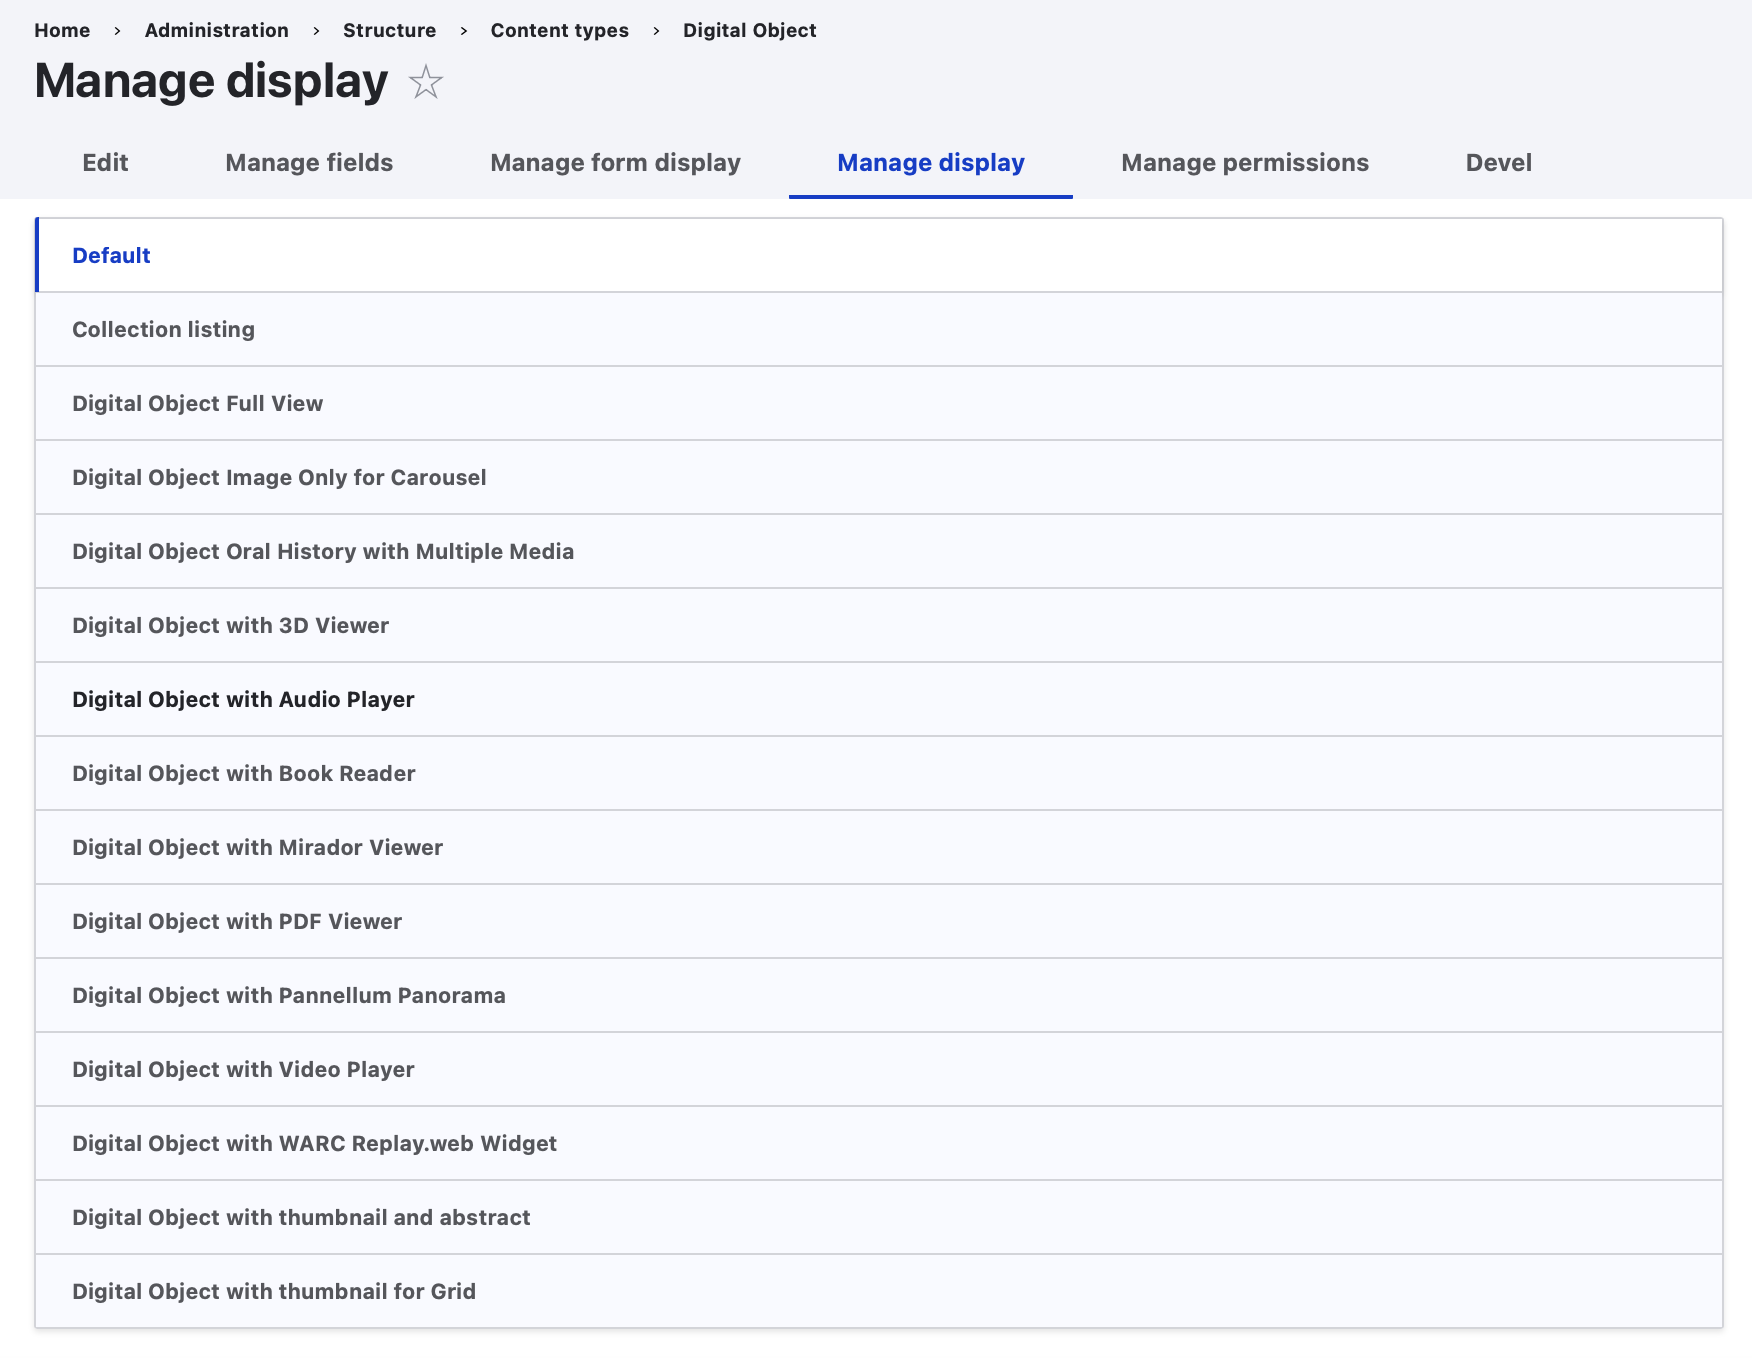 Home › Administration › Structure › Content types › Digital Object
Manage display
Edit Manage fields Manage form display Manage display Manage permissions Devel
Default
Collection listing
Digital Object Full View
Digital Object Image Only for Carousel
Digital Object Oral History with Multiple Media
Digital Object with 3D Viewer
Digital Object with Audio Player
Digital Object with Book Reader
Digital Object with Mirador Viewer
Digital Object with PDF Viewer
Digital Object with Pannellum Panorama
Digital Object with Video Player
Digital Object with WARC Replay.web Widget
Digital Object with thumbnail and abstract
Digital Object with thumbnail for Grid